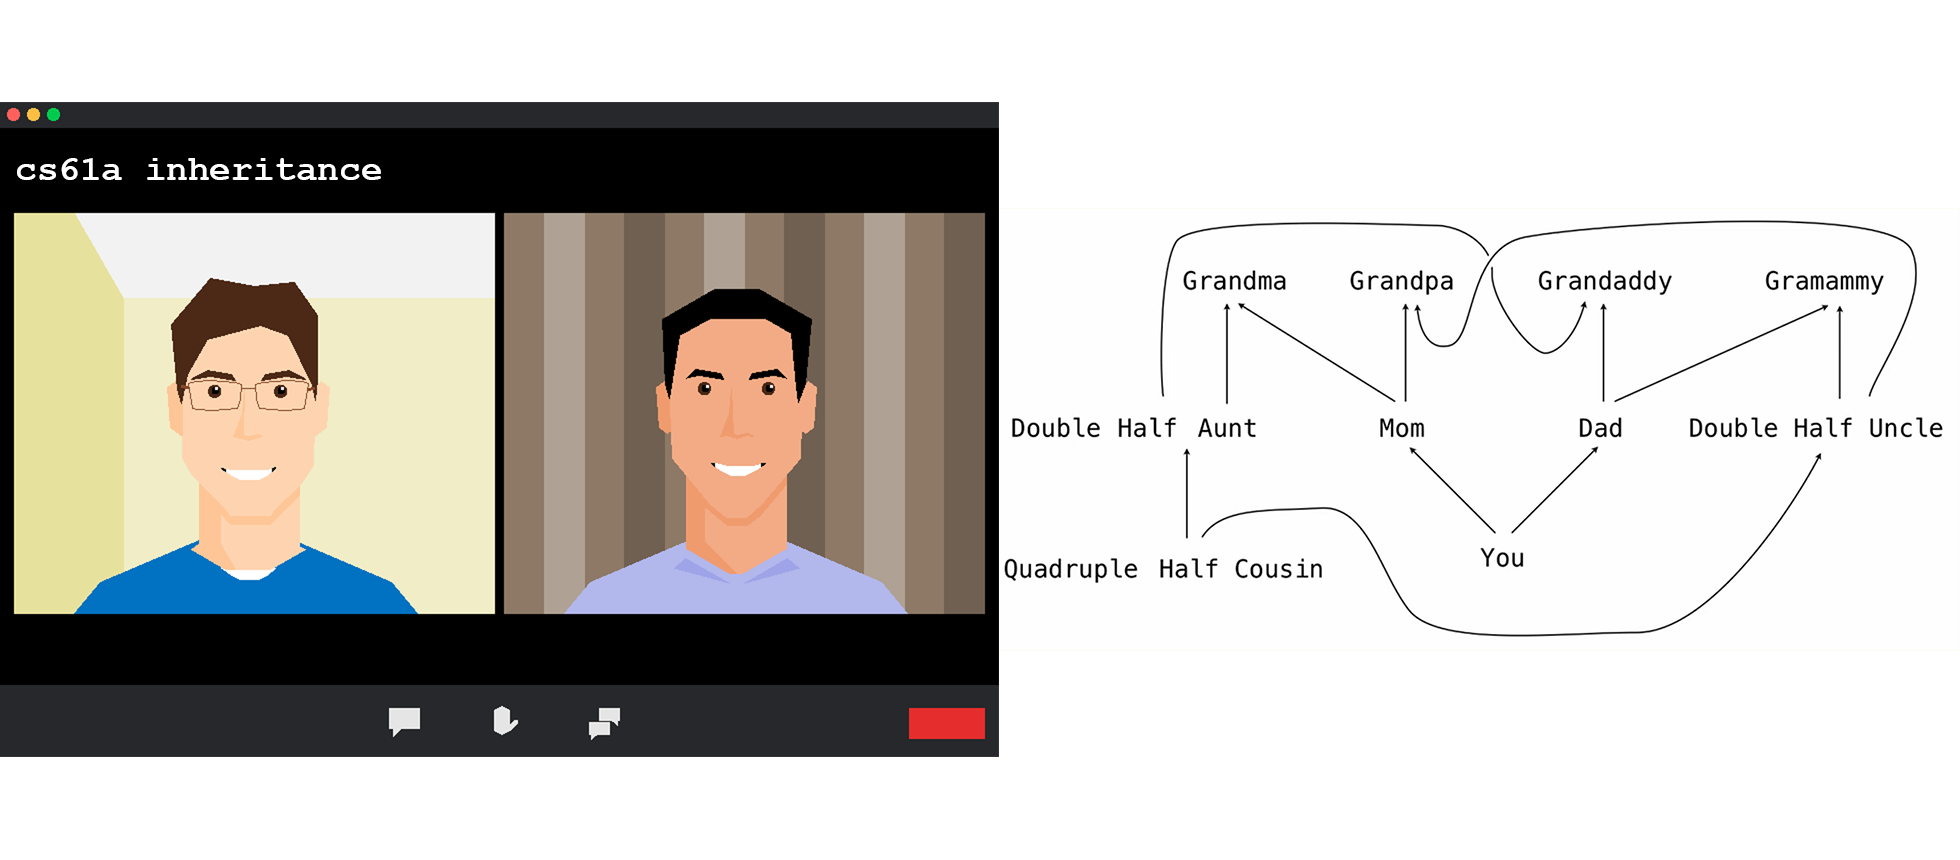 cs61a inheritance
Grandma Grandpa Grandaddy Gramammy
Double Half Aunt Mom Dad Double Half Uncle
You
Quadruple Half Cousin